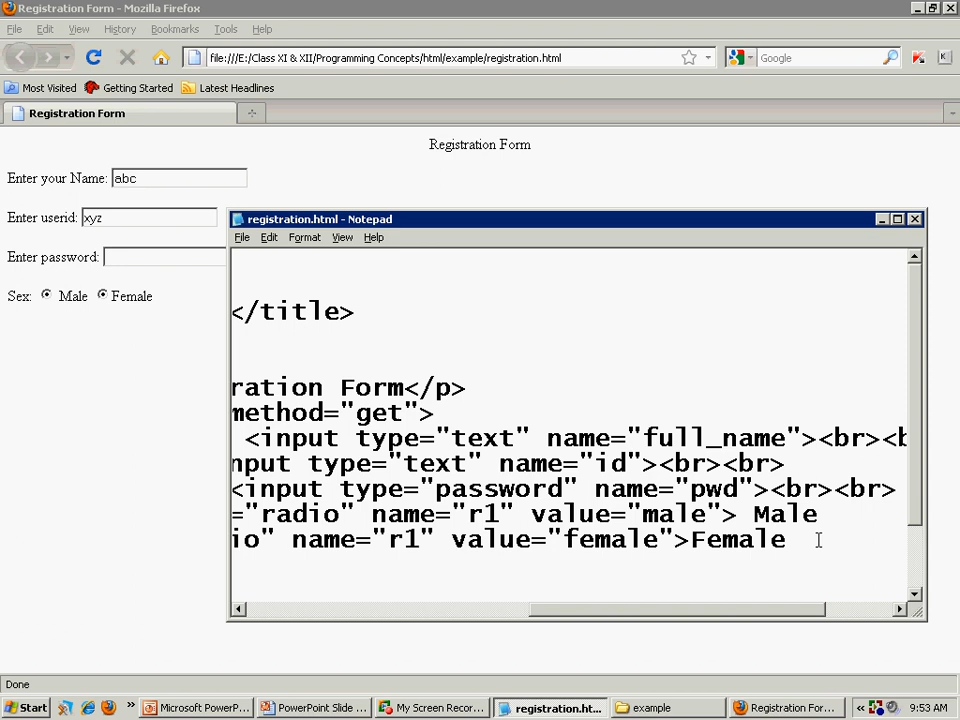 Registration Form - Mozilla Firefox
File Edit View History Bookmarks Tools Help
file:///E:/Class XI & XII/Programming Concepts/html/example/registration.html
Google
Most Visited Getting Started Latest Headlines
Registration Form
Registration Form
Enter your Name: abc
Enter userid: xyz
Enter password:
Sex: Male Female
registration.html - Notepad
File Edit Format View Help
</title>
ration Form</p>
method="get">
<input type="text" name="full_name"><br><b
nput type="text" name="id"><br><br>
<input type="password" name="pwd"><br><br>
="radio" name="r1" value="male"> Male
io" name="r1" value="female">Female
Done
Start Microsoft PowerP... PowerPoint Slide ... My Screen Recor... registration.ht... example Registration For... 9:53 AM